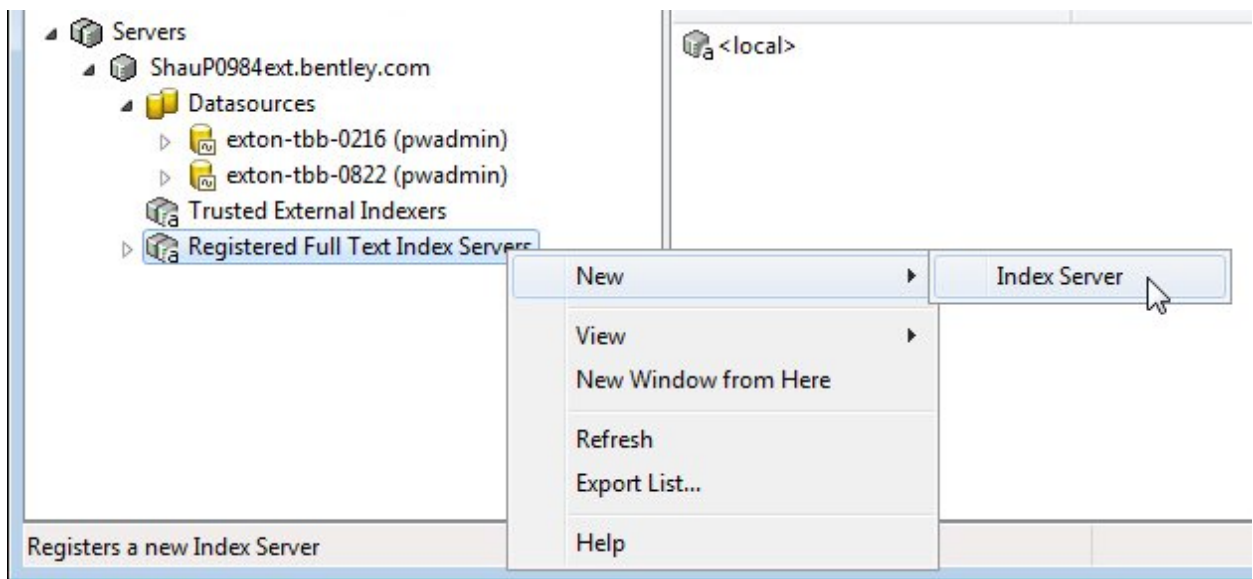 Servers
<local>
ShauP0984ext.bentley.com
Datasources
exton-tbb-0216 (pwadmin)
exton-tbb-0822 (pwadmin)
Trusted External Indexers
Registered Full Text Index Servers
New
Index Server
View
New Window from Here
Refresh
Export List...
Help
Registers a new Index Server